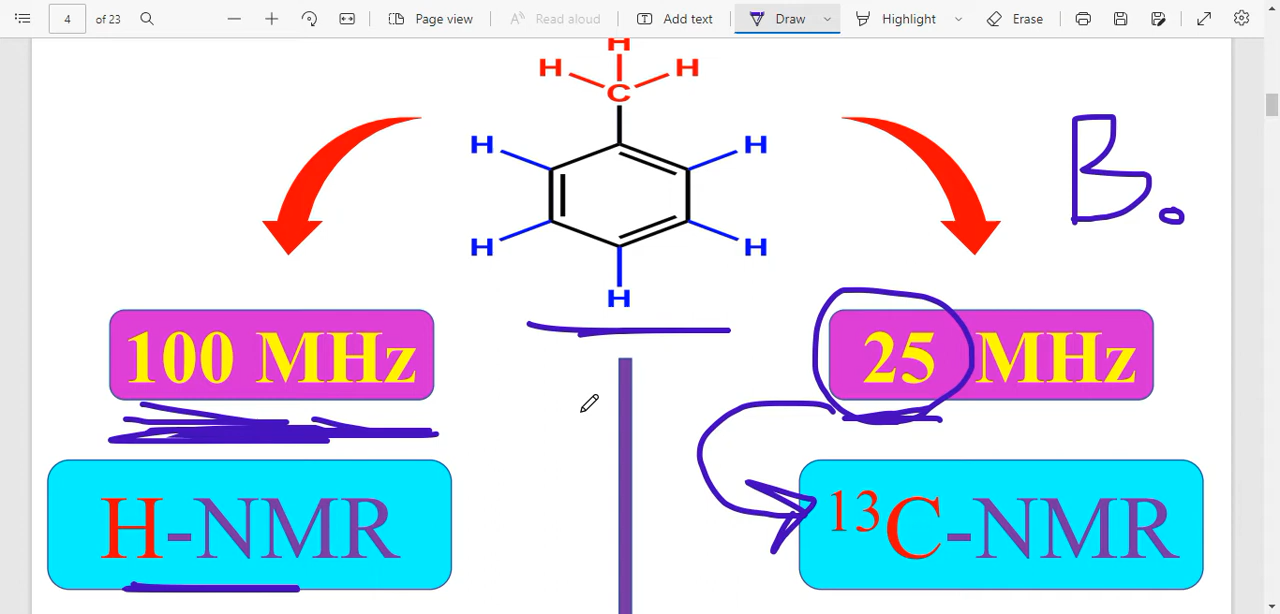 4 of 23 Page view Read aloud Add text Draw Highlight Erase
H
H H
C
H H
B.
H H
H
100 MHz 25 MHz
H-NMR ¹³C-NMR